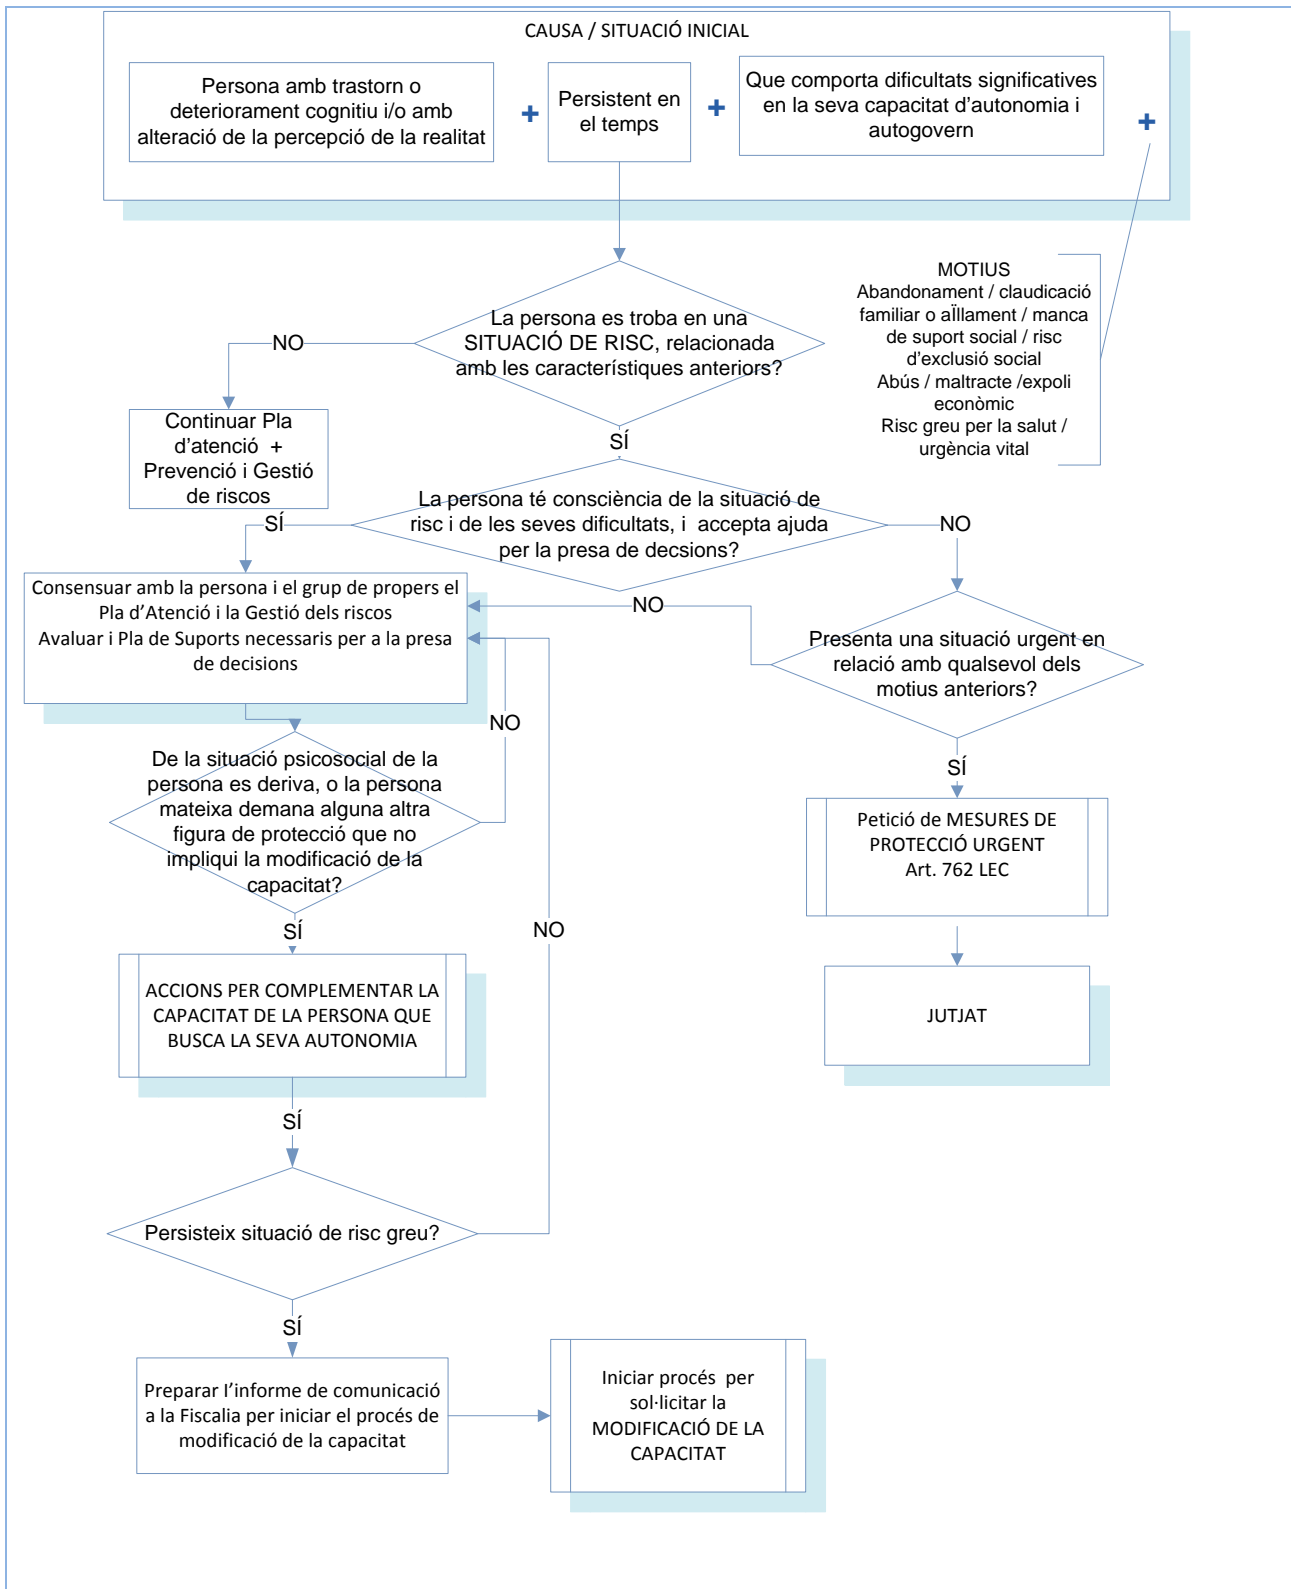 CAUSA / SITUACIÓ INICIAL
Persona amb trastorn o
deteriorament cognitiu i/o amb
alteració de la percepció de la realitat
+
Persistent en
el temps
+
Que comporta dificultats significatives
en la seva capacitat d'autonomia i
autogovern
+
MOTIUS
Abandonament / claudicació
familiar o aÏllament / manca
de suport social / risc
d'exclusió social
Abús / maltracte /expoli
econòmic
Risc greu per la salut /
urgència vital
La persona es troba en una
SITUACIÓ DE RISC, relacionada
amb les característiques anteriors?
NO
Continuar Pla
d'atenció +
Prevenció i Gestió
de riscos
SÍ
La persona té consciència de la situació de
risc i de les seves dificultats, i accepta ajuda
per la presa de decsions?
SÍ
NO
Consensuar amb la persona i el grup de propers el
Pla d'Atenció i la Gestió dels riscos
Avaluar i Pla de Suports necessaris per a la presa
de decisions
NO
Presenta una situació urgent en
relació amb qualsevol dels
motius anteriors?
NO
SÍ
De la situació psicosocial de la
persona es deriva, o la persona
mateixa demana alguna altra
figura de protecció que no
impliqui la modificació de la
capacitat?
Petició de MESURES DE
PROTECCIÓ URGENT
Art. 762 LEC
SÍ
NO
ACCIONS PER COMPLEMENTAR LA
CAPACITAT DE LA PERSONA QUE
BUSCA LA SEVA AUTONOMIA
JUTJAT
SÍ
Persisteix situació de risc greu?
SÍ
Preparar l'informe de comunicació
a la Fiscalia per iniciar el procés de
modificació de la capacitat
Iniciar procés per
sol·licitar la
MODIFICACIÓ DE LA
CAPACITAT